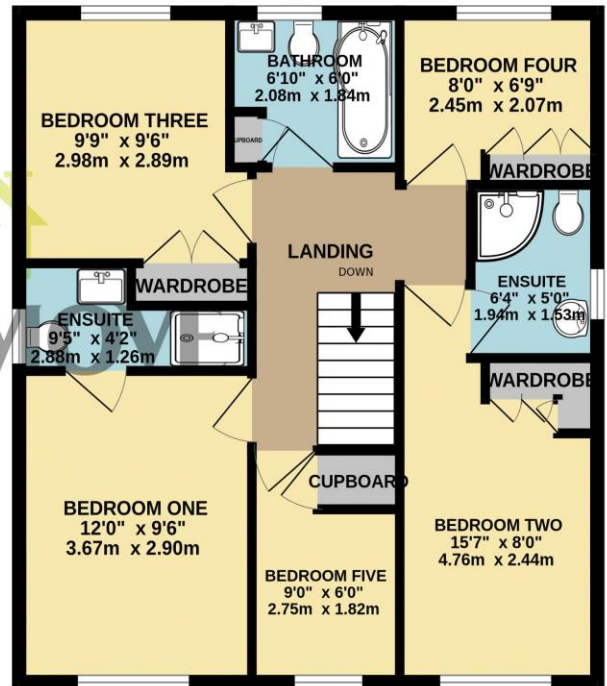 BATHROOM
6'10" x 6'0"
2.08m x 1.84m
BEDROOM FOUR
8'0" x 6'9"
2.45m x 2.07m
BEDROOM THREE
9'9" x 9'6"
2.98m x 2.89m
UPBOARD
WARDROBE
LANDING
DOWN
WARDROBE
ENSUITE
6'4" x 5'0"
1.94m x 1.53m
ENSUITE
9'5" x 4'2"
2.88m x 1.26m
MOVE
WARDROBE
CUPBOARD
BEDROOM ONE
12'0" x 9'6"
3.67m x 2.90m
BEDROOM TWO
15'7" x 8'0"
4.76m x 2.44m
BEDROOM FIVE
9'0" x 6'0"
2.75m x 1.82m